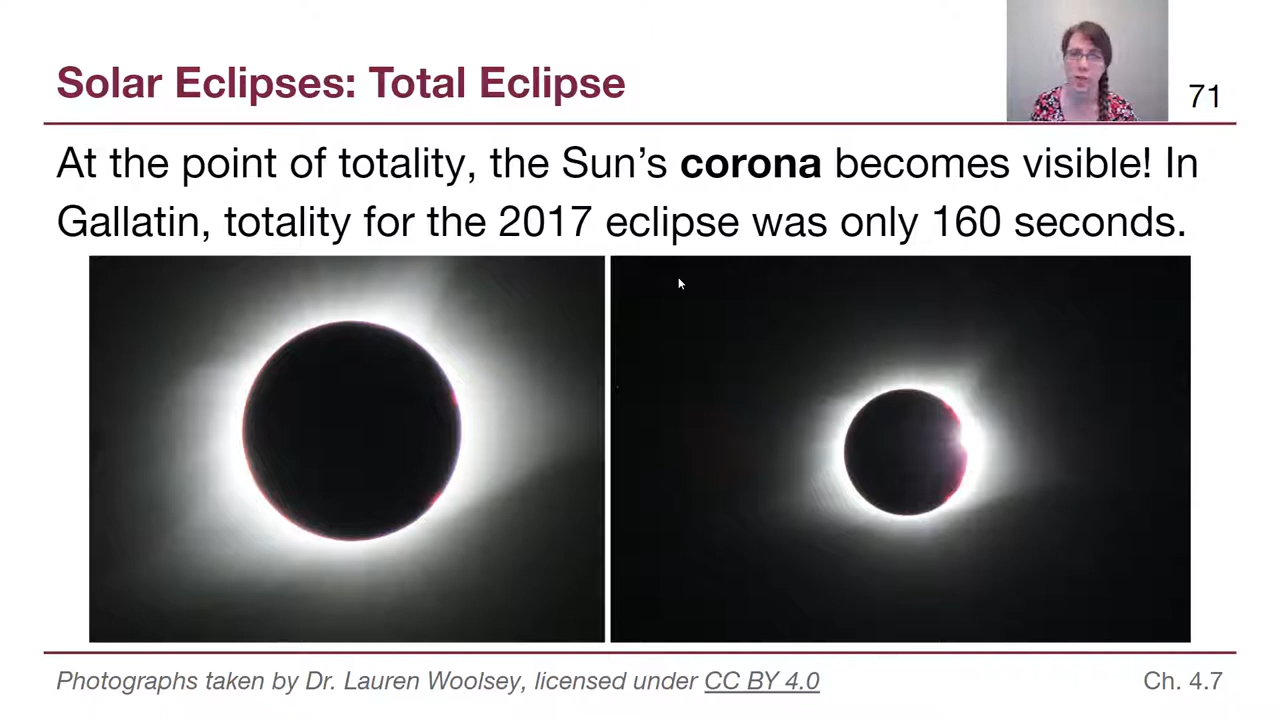 Solar Eclipses: Total Eclipse
71
At the point of totality, the Sun's corona becomes visible! In
Gallatin, totality for the 2017 eclipse was only 160 seconds.
Photographs taken by Dr. Lauren Woolsey, licensed under CC BY 4.0
Ch. 4.7